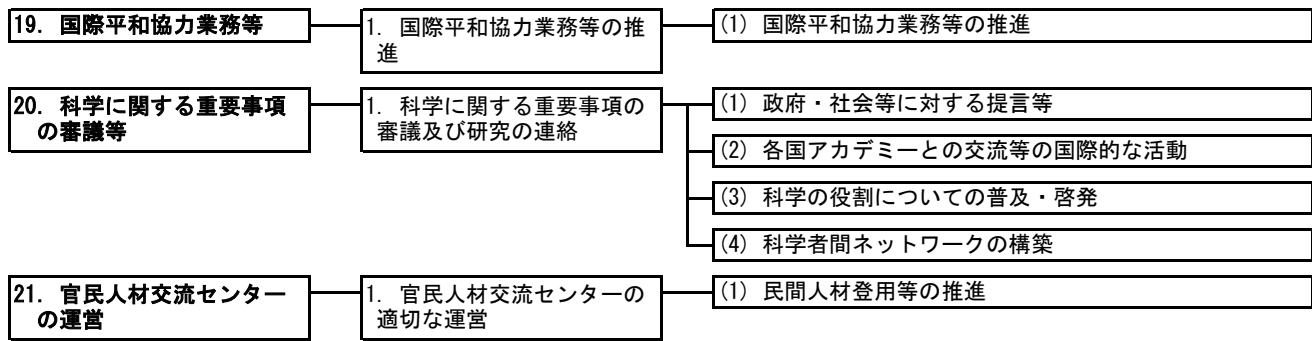 19. 国際平和協力業務等
1. 国際平和協力業務等の推
進
(1) 国際平和協力業務等の推進
20. 科学に関する重要事項
の審議等
1. 科学に関する重要事項の
審議及び研究の連絡
(1) 政府・社会等に対する提言等
(2) 各国アカデミーとの交流等の国際的な活動
(3) 科学の役割についての普及・啓発
(4) 科学者間ネットワークの構築
21. 官民人材交流センター
の運営
1. 官民人材交流センターの
適切な運営
(1) 民間人材登用等の推進